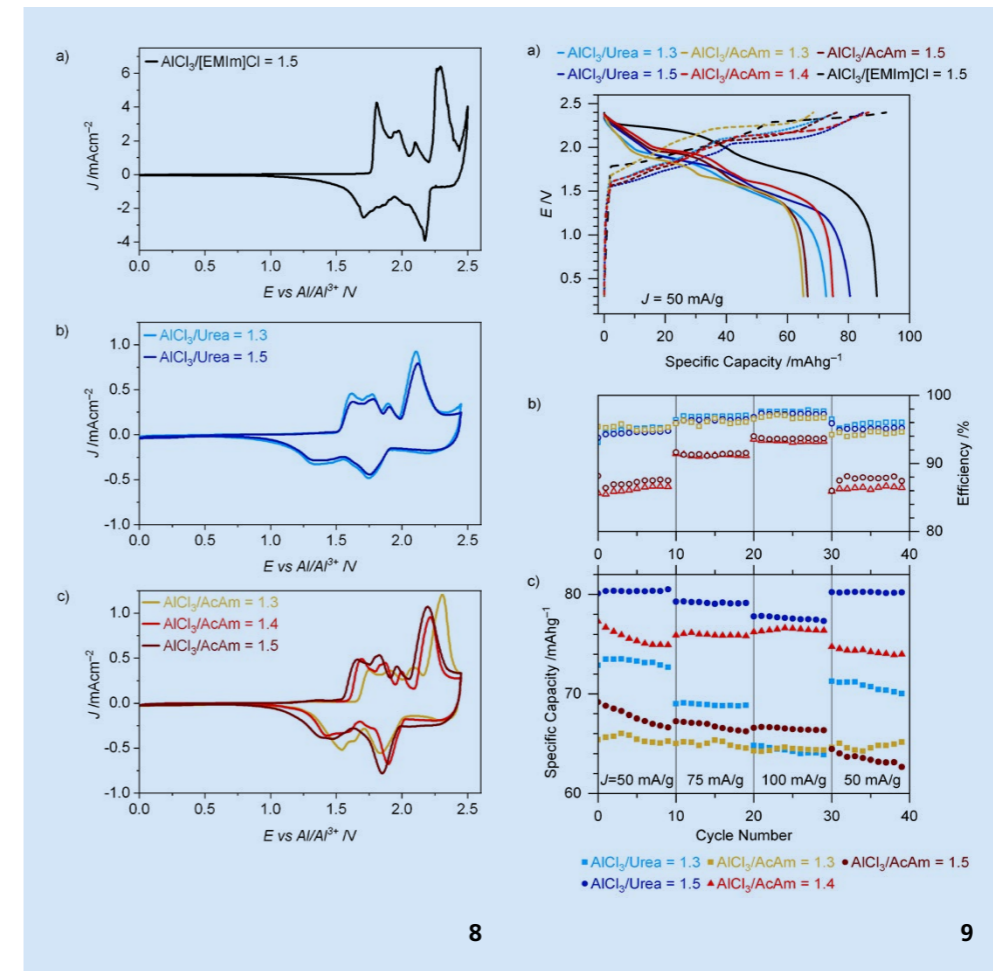 a)
AlCl₃/[EMIm]Cl = 1.5
6
4
2
0
-2
-4
J /mAcm⁻²
0.0 0.5 1.0 1.5 2.0 2.5
E vs Al/Al³⁺ /V
b)
AlCl₃/Urea = 1.3
AlCl₃/Urea = 1.5
1.0
0.5
0.0
-0.5
-1.0
J /mAcm⁻²
0.0 0.5 1.0 1.5 2.0 2.5
E vs Al/Al³⁺ /V
c)
AlCl₃/AcAm = 1.3
AlCl₃/AcAm = 1.4
AlCl₃/AcAm = 1.5
1.0
0.5
0.0
-0.5
-1.0
J /mAcm⁻²
0.0 0.5 1.0 1.5 2.0 2.5
E vs Al/Al³⁺ /V
8
a)
AlCl₃/Urea = 1.3 AlCl₃/AcAm = 1.3 AlCl₃/AcAm = 1.5
AlCl₃/Urea = 1.5 AlCl₃/AcAm = 1.4 AlCl₃/[EMIm]Cl = 1.5
2.5
2.0
1.5
1.0
0.5
E /V
J = 50 mA/g
0 20 40 60 80 100
Specific Capacity /mAhg⁻¹
b)
100
90
80
Efficiency /%
0 10 20 30 40
c)
80
70
60
Specific Capacity /mAhg⁻¹
J=50 mA/g 75 mA/g 100 mA/g 50 mA/g
0 10 20 30 40
Cycle Number
AlCl₃/Urea = 1.3 AlCl₃/AcAm = 1.3 AlCl₃/AcAm = 1.5
AlCl₃/Urea = 1.5 AlCl₃/AcAm = 1.4
9